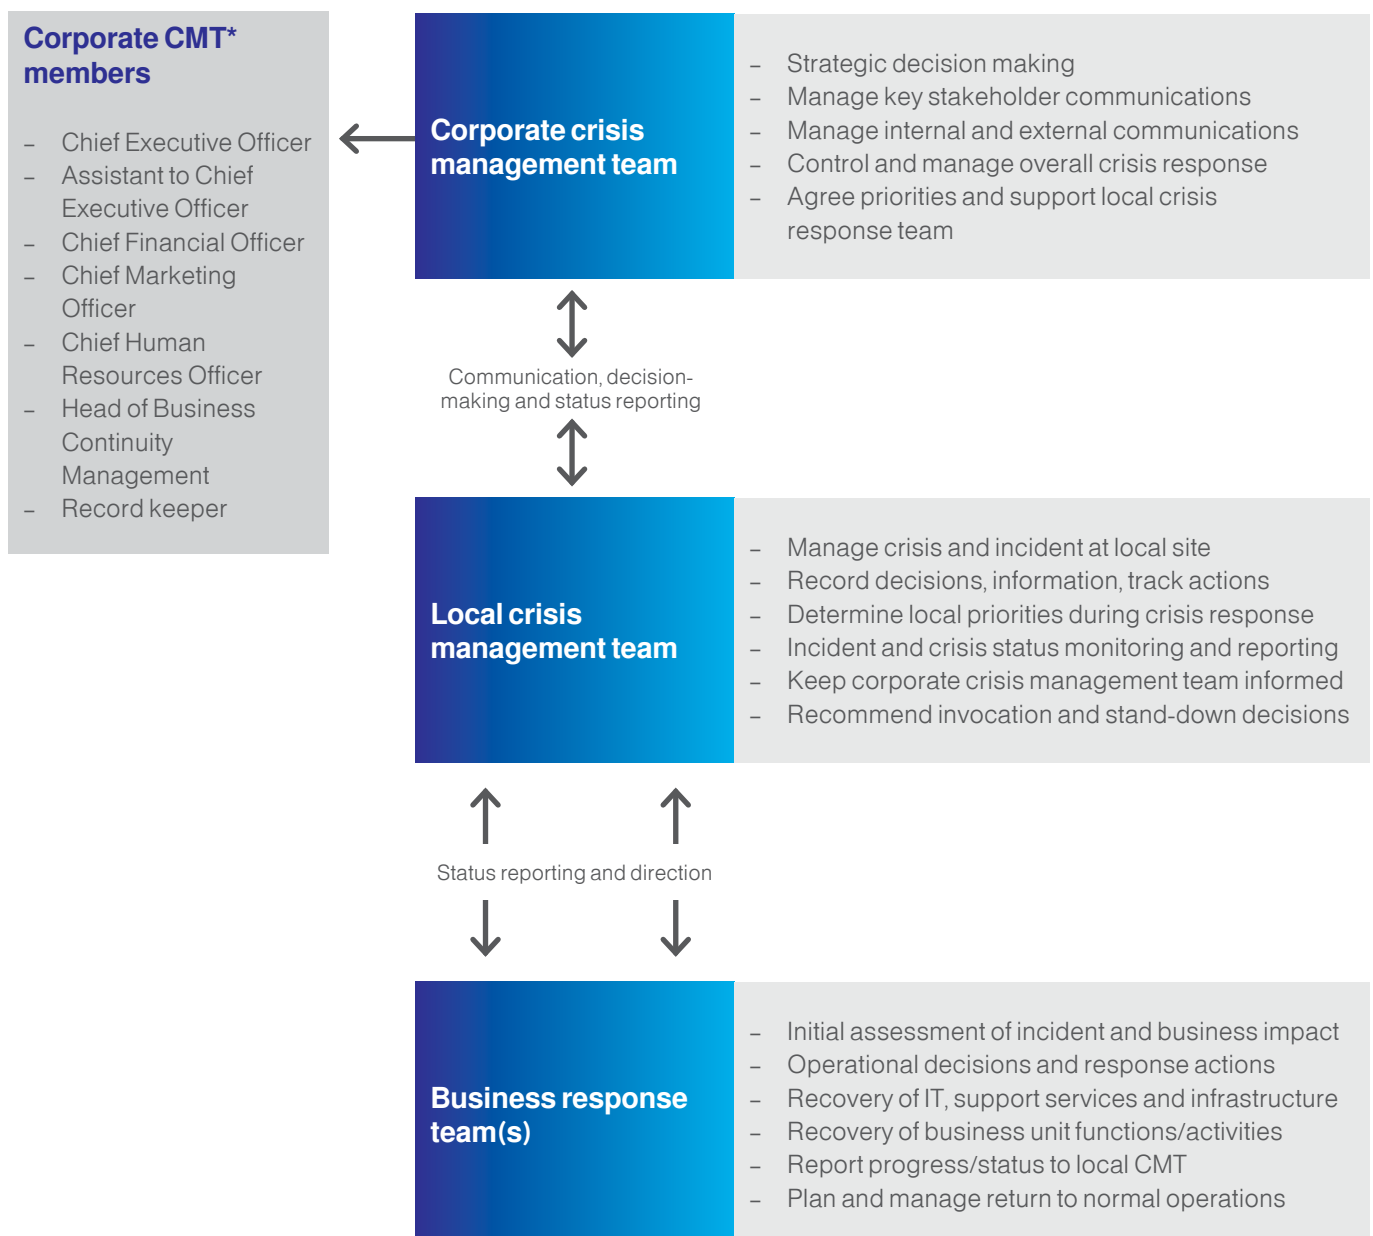 Corporate CMT*
members
– Chief Executive Officer
– Assistant to Chief
Executive Officer
– Chief Financial Officer
– Chief Marketing
Officer
– Chief Human
Resources Officer
– Head of Business
Continuity
Management
– Record keeper
Corporate crisis
management team
– Strategic decision making
– Manage key stakeholder communications
– Manage internal and external communications
– Control and manage overall crisis response
– Agree priorities and support local crisis
response team
Communication, decision-
making and status reporting
Local crisis
management team
– Manage crisis and incident at local site
– Record decisions, information, track actions
– Determine local priorities during crisis response
– Incident and crisis status monitoring and reporting
– Keep corporate crisis management team informed
– Recommend invocation and stand-down decisions
Status reporting and direction
Business response
team(s)
– Initial assessment of incident and business impact
– Operational decisions and response actions
– Recovery of IT, support services and infrastructure
– Recovery of business unit functions/activities
– Report progress/status to local CMT
– Plan and manage return to normal operations